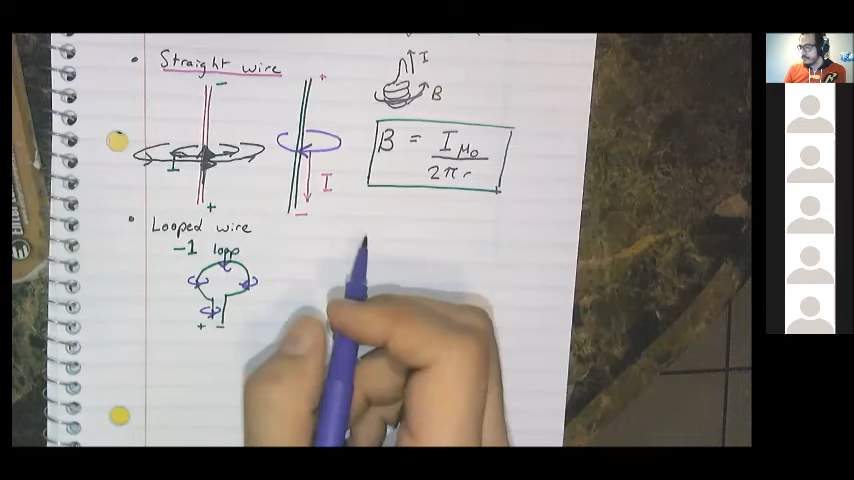 • Straight wire
- +
I B
I
I
B = Iμ₀ / 2πr
+ -
• Looped wire
-1 loop
+ -